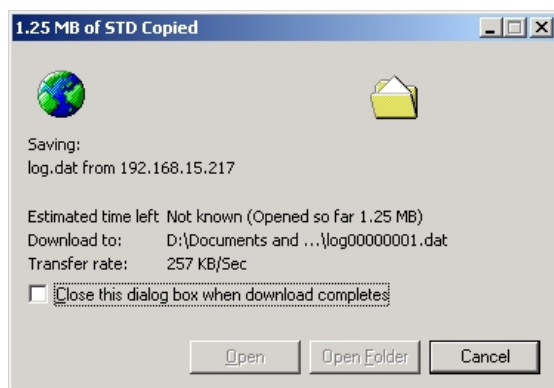 1.25 MB of STD Copied
Saving:
log.dat from 192.168.15.217
Estimated time left Not known (Opened so far 1.25 MB)
Download to: D:\Documents and ...\log00000001.dat
Transfer rate: 257 KB/Sec
Close this dialog box when download completes
Open Open Folder Cancel